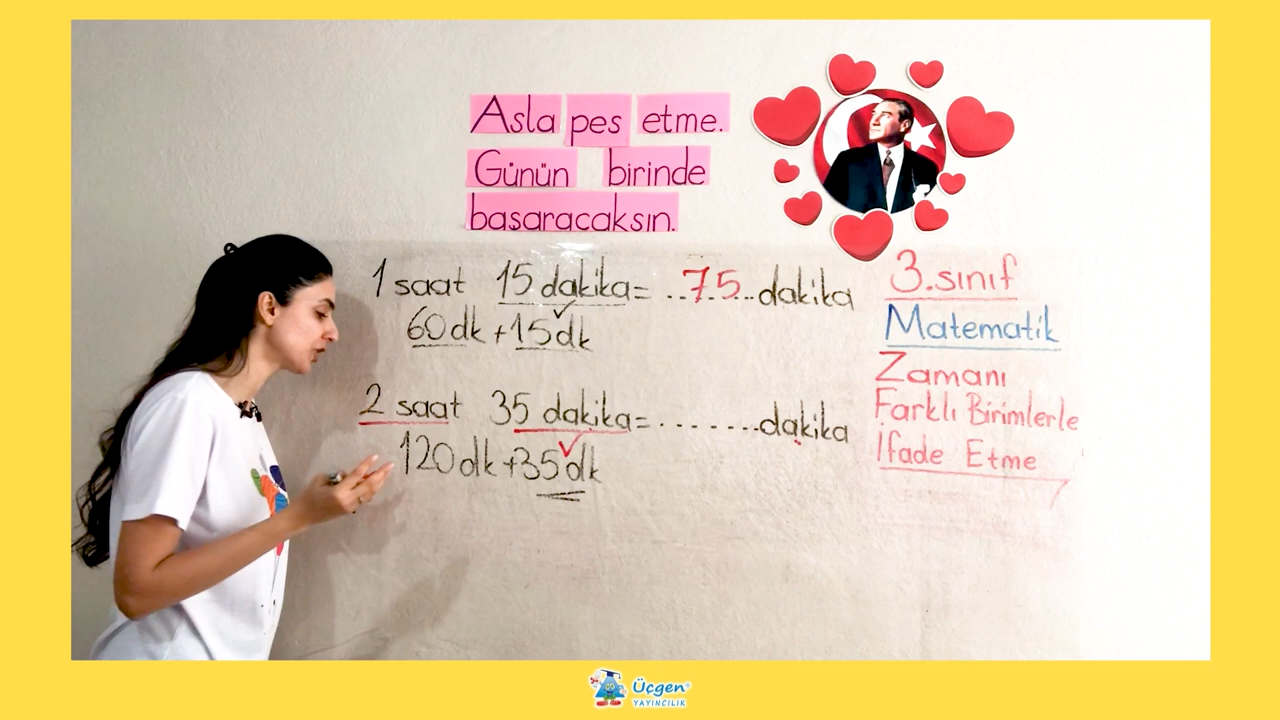 Asla pes etme.
Günün birinde
başaracaksın.
1 saat 15 dakika = ..75...dakika
60 dk + 15 dk
2 saat 35 dakika = .......dakika
120 dk + 35 dk
3.sınıf
Matematik
Zamanı
Farklı Birimlerle
İfade Etme
Üçgen
YAYINCILIK